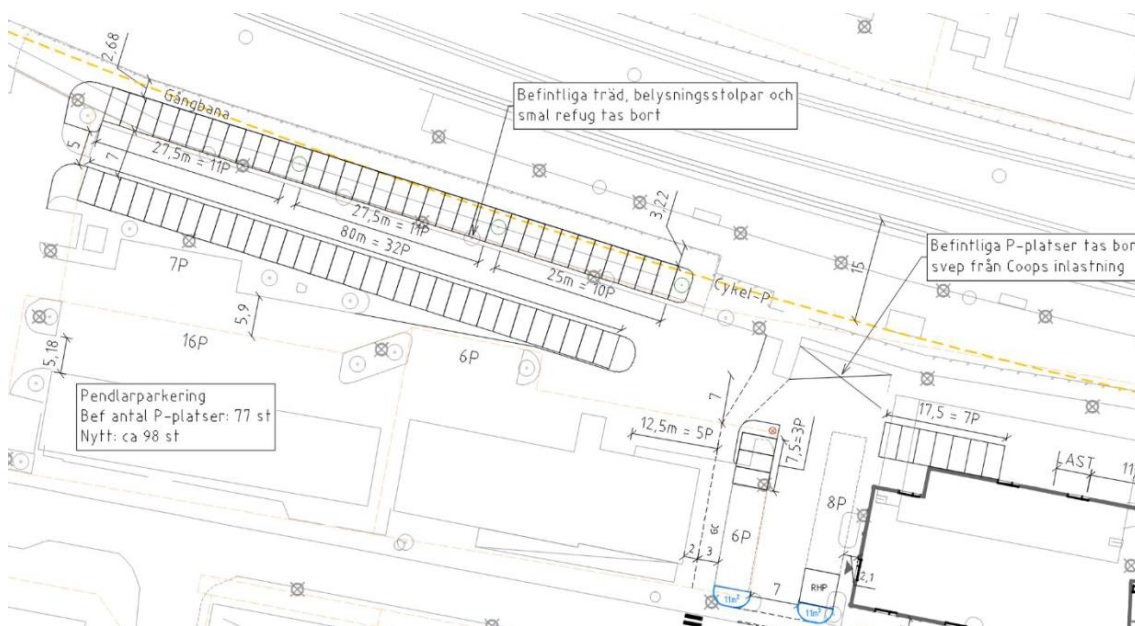 2,68
Gångbana
Befintliga träd, belysningsstolpar och
smal refug tas bort
5
7
27,5m = 11P
27,5m = 11P
80m = 32P
3,22
25m = 10P
Cykel-P
15
Befintliga P-platser tas bor
svep från Coops inlastning
7P
5,9
16P
6P
5,18
Pendlarparkering
Bef antal P-platser: 77 st
Nytt: ca 98 st
7
12,5m = 5P
7,5=3P
17,5 = 7P
LAST
11,
8P
6P
GC
2
3
7
RHP
2,1
11m²
11m²